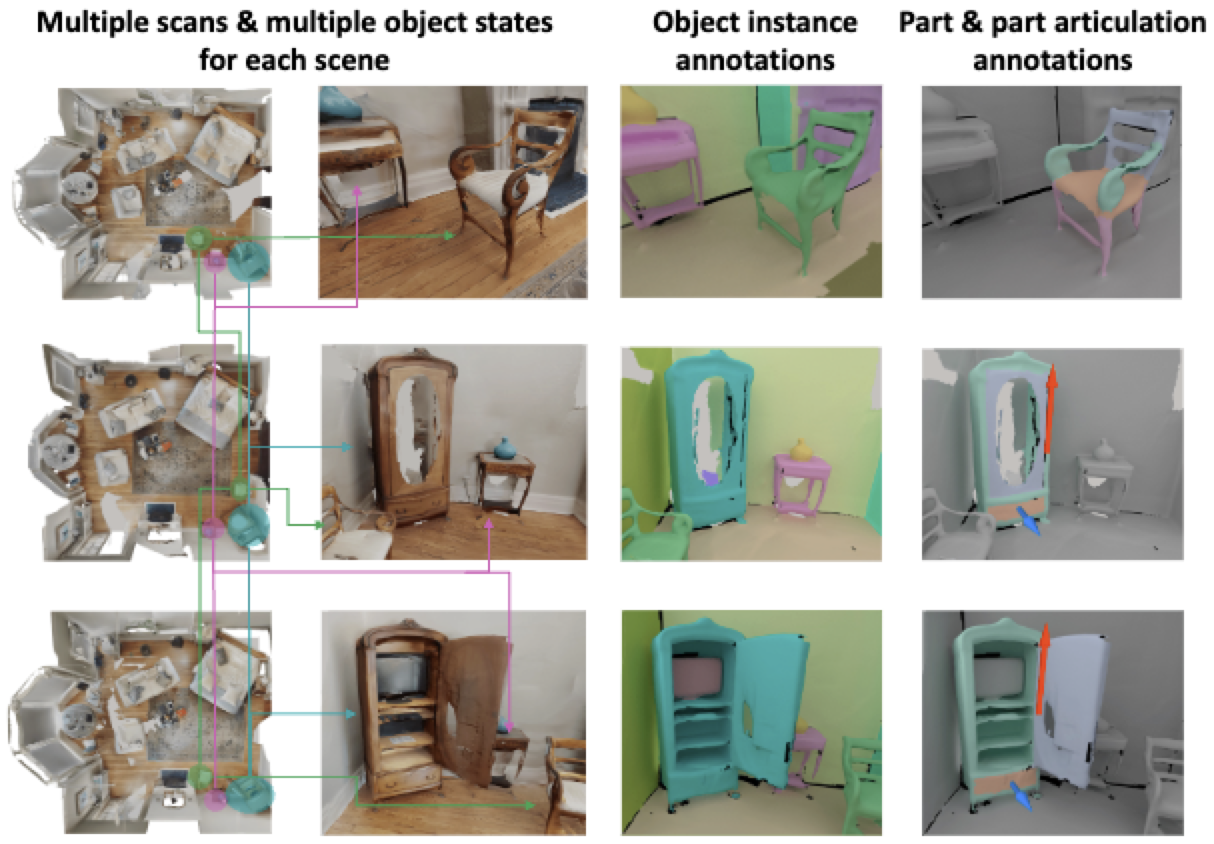 Multiple scans & multiple object states
for each scene
Object instance
annotations
Part & part articulation
annotations